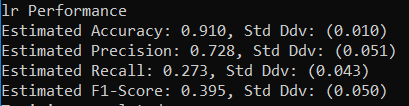 lr Performance
Estimated Accuracy: 0.910, Std Ddv: (0.010)
Estimated Precision: 0.728, Std Ddv: (0.051)
Estimated Recall: 0.273, Std Ddv: (0.043)
Estimated F1-Score: 0.395, Std Ddv: (0.050)